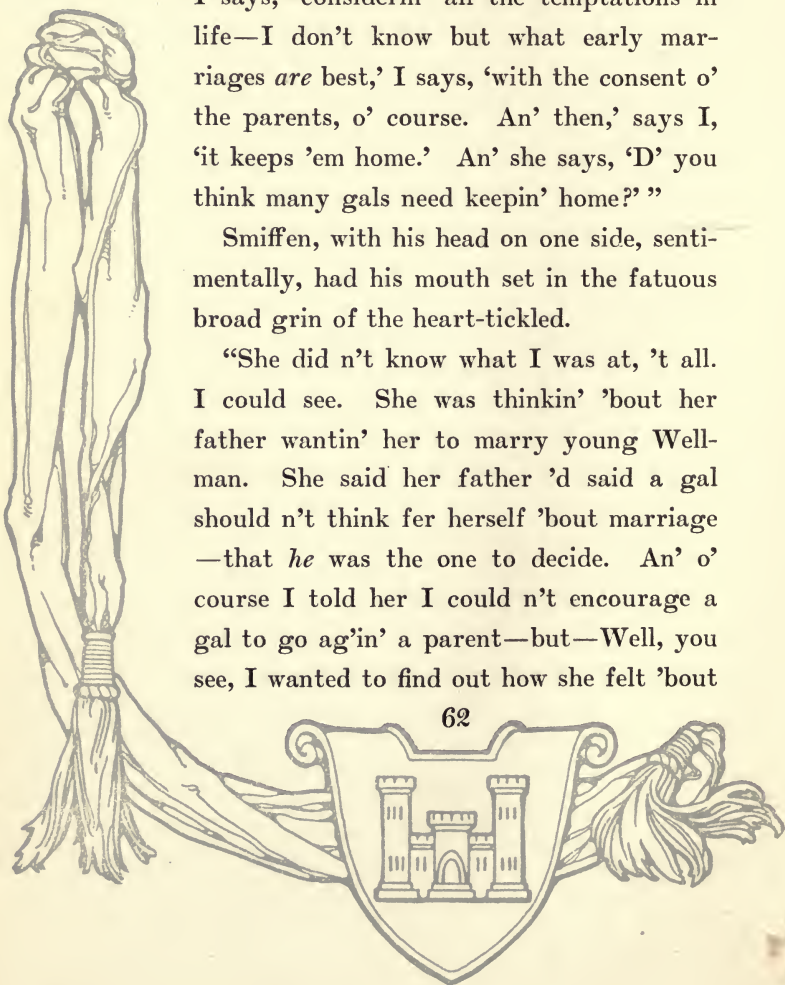 I says, 'considerin' all the temptations in
life—I don't know but what early mar-
riages are best,' I says, 'with the consent o'
the parents, o' course. An' then,' says I,
'it keeps 'em home.' An' she says, 'D' you
think many gals need keepin' home?' "
Smiffen, with his head on one side, senti-
mentally, had his mouth set in the fatuous
broad grin of the heart-tickled.
"She did n't know what I was at, 't all.
I could see. She was thinkin' 'bout her
father wantin' her to marry young Well-
man. She said her father 'd said a gal
should n't think fer herself 'bout marriage
—that he was the one to decide. An' o'
course I told her I could n't encourage a
gal to go ag'in' a parent—but—Well, you
see, I wanted to find out how she felt 'bout
62